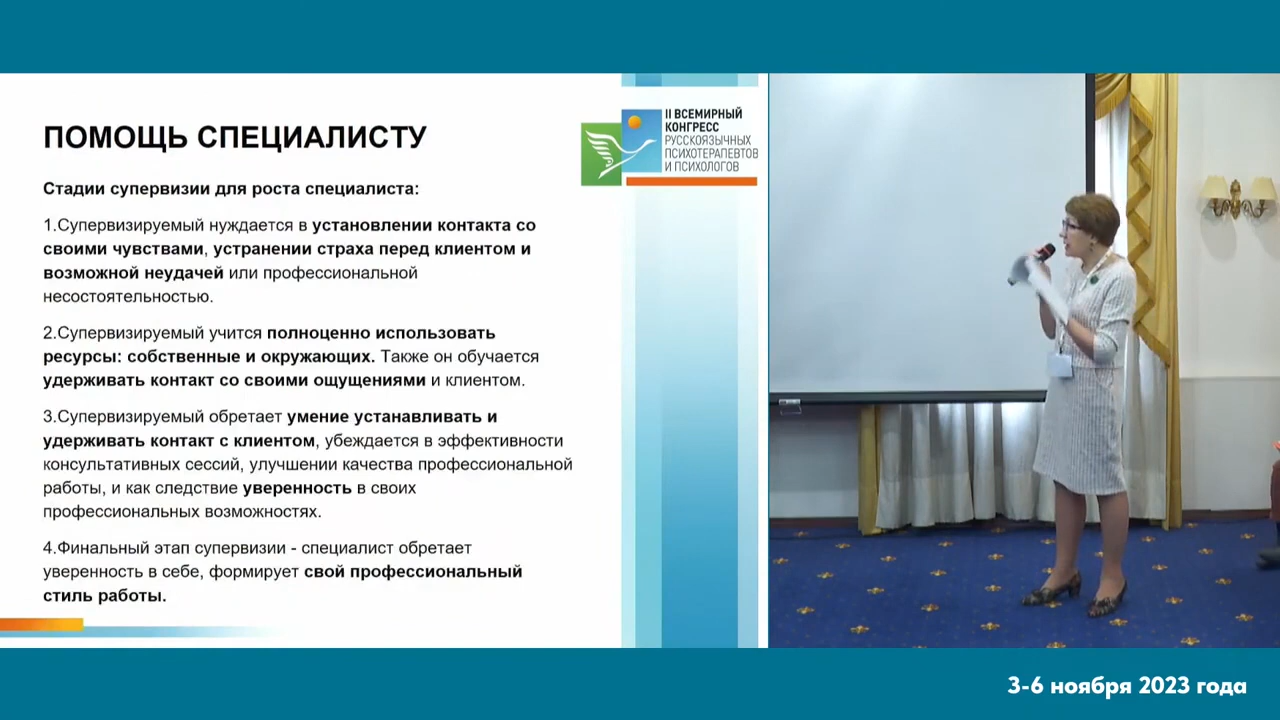 ПОМОЩЬ СПЕЦИАЛИСТУ
Стадии супервизии для роста специалиста:
1.Супервизируемый нуждается в установлении контакта со
своими чувствами, устранении страха перед клиентом и
возможной неудачей или профессиональной
несостоятельностью.
2.Супервизируемый учится полноценно использовать
ресурсы: собственные и окружающих. Также он обучается
удерживать контакт со своими ощущениями и клиентом.
3.Супервизируемый обретает умение устанавливать и
удерживать контакт с клиентом, убеждается в эффективности
консультативных сессий, улучшении качества профессиональной
работы, и как следствие уверенность в своих
профессиональных возможностях.
4.Финальный этап супервизии - специалист обретает
уверенность в себе, формирует свой профессиональный
стиль работы.
II ВСЕМИРНЫЙ
КОНГРЕСС
РУССКОЯЗЫЧНЫХ
ПСИХОТЕРАПЕВТОВ
И ПСИХОЛОГОВ
3-6 ноября 2023 года